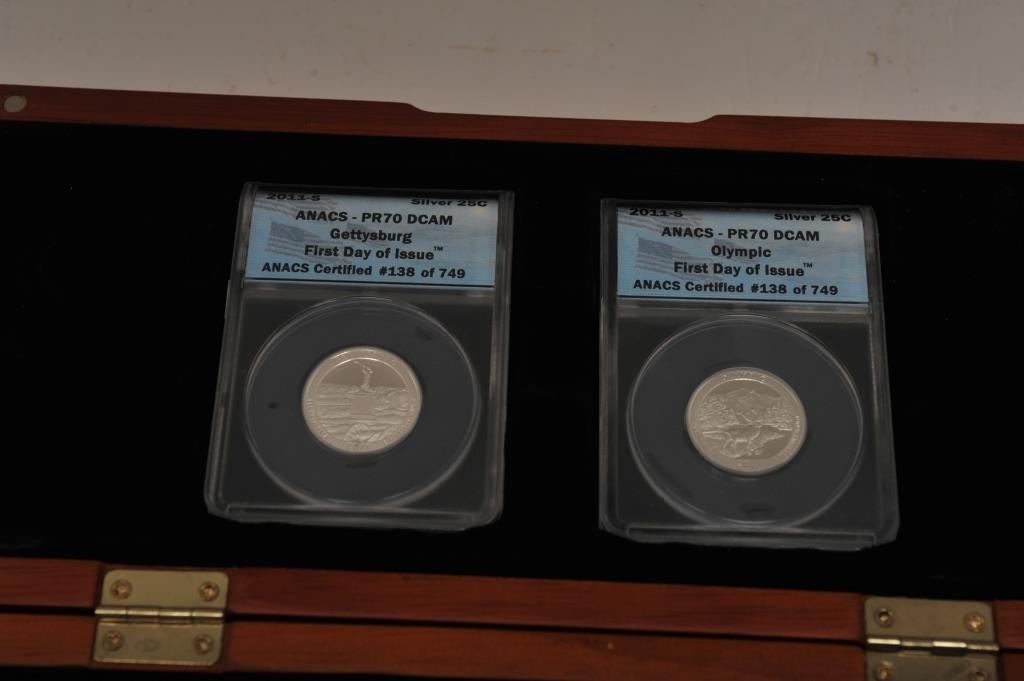 2011-S Silver 25C
ANACS - PR70 DCAM
Gettysburg
First Day of Issue™
ANACS Certified #138 of 749
2011-S Silver 25C
ANACS - PR70 DCAM
Olympic
First Day of Issue™
ANACS Certified #138 of 749